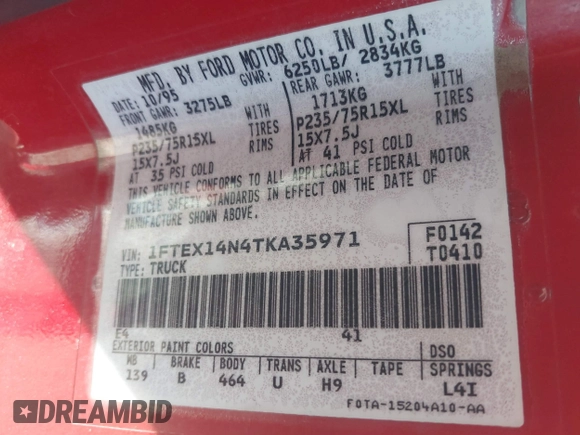 MFD. BY FORD MOTOR CO. IN U.S.A.
DATE: 10/95 GVWR: 6250LB/ 2834KG
FRONT GAWR: 3275LB REAR GAWR: 3777LB
1485KG WITH 1713KG WITH
P235/75R15XL TIRES P235/75R15XL TIRES
15X7.5J RIMS 15X7.5J RIMS
AT 35 PSI COLD AT 41 PSI COLD
THIS VEHICLE CONFORMS TO ALL APPLICABLE FEDERAL MOTOR
VEHICLE SAFETY STANDARDS IN EFFECT ON THE DATE OF
MANUFACTURE SHOWN ABOVE.
VIN: 1FTEX14N4TKA35971 F0142
TYPE: TRUCK T0410
E4 41
EXTERIOR PAINT COLORS DSO
WB BRAKE BODY TRANS AXLE TAPE SPRINGS
139 B 464 U H9 L4I
F0TA-15204A10-AA
DREAMBID